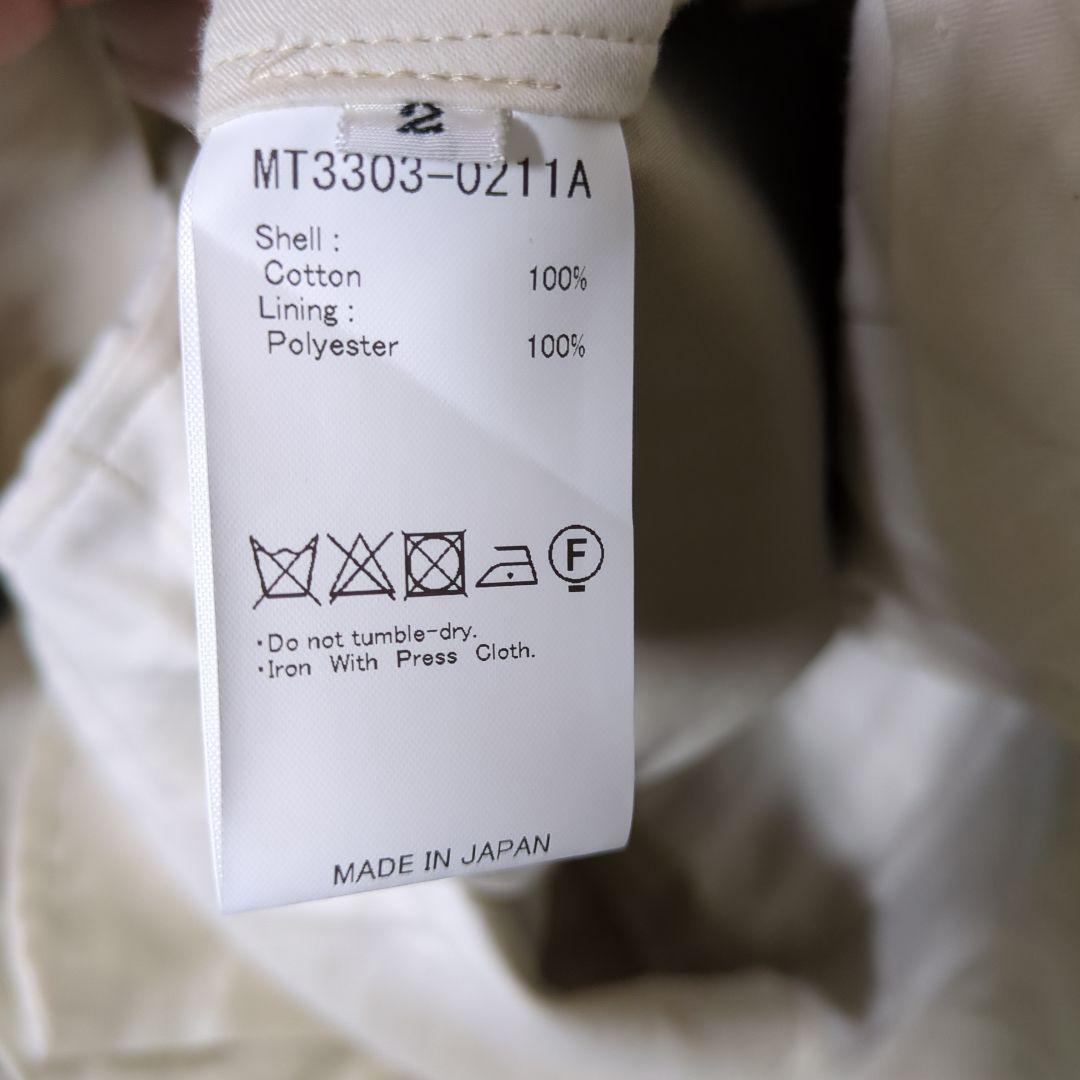 2
MT3303-0211A
Shell :
Cotton 100%
Lining :
Polyester 100%
F
・Do not tumble-dry.
・Iron With Press Cloth.
MADE IN JAPAN